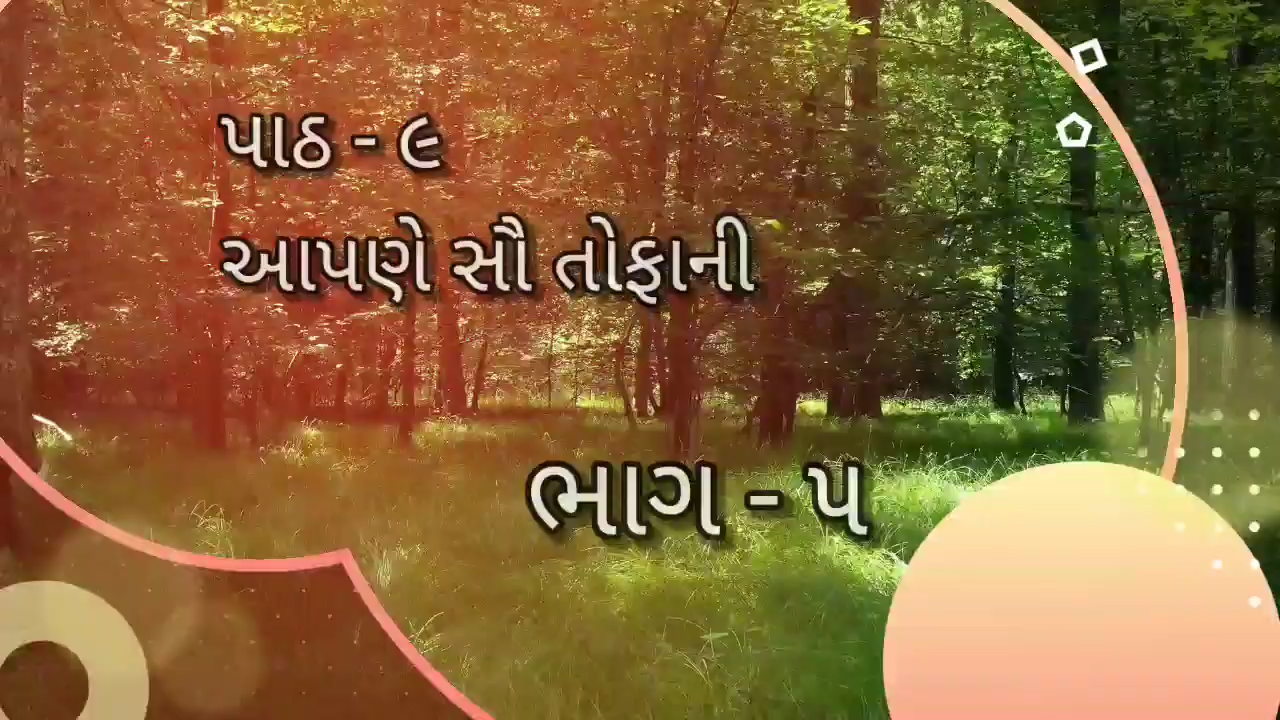 પાઠ - ૯
આપણે સૌ તોફાની
ભાગ - ૫